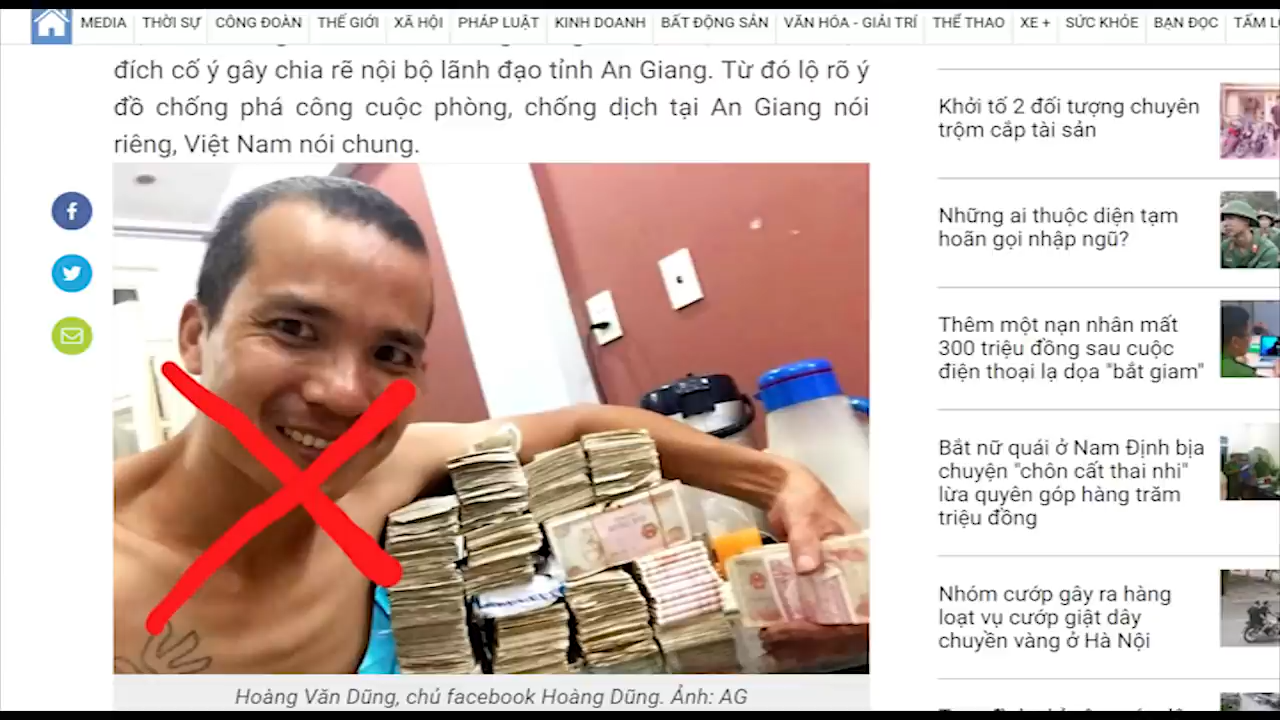 MEDIA THỜI SỰ CÔNG ĐOÀN THẾ GIỚI XÃ HỘI PHÁP LUẬT KINH DOANH BẤT ĐỘNG SẢN VĂN HÓA - GIẢI TRÍ THỂ THAO XE + SỨC KHỎE BẠN ĐỌC
đích cố ý gây chia rẽ nội bộ lãnh đạo tỉnh An Giang. Từ đó lộ rõ ý
đồ chống phá công cuộc phòng, chống dịch tại An Giang nói
riêng, Việt Nam nói chung.
Hoàng Văn Dũng, chủ facebook Hoàng Dũng. Ảnh: AG
Khởi tố 2 đối tượng chuyên
trộm cắp tài sản
Những ai thuộc diện tạm
hoãn gọi nhập ngũ?
Thêm một nạn nhân mất
300 triệu đồng sau cuộc
điện thoại lạ dọa "bắt giam"
Bắt nữ quái ở Nam Định bịa
chuyện "chôn cất thai nhi"
lừa quyên góp hàng trăm
triệu đồng
Nhóm cướp gây ra hàng
loạt vụ cướp giật dây
chuyền vàng ở Hà Nội